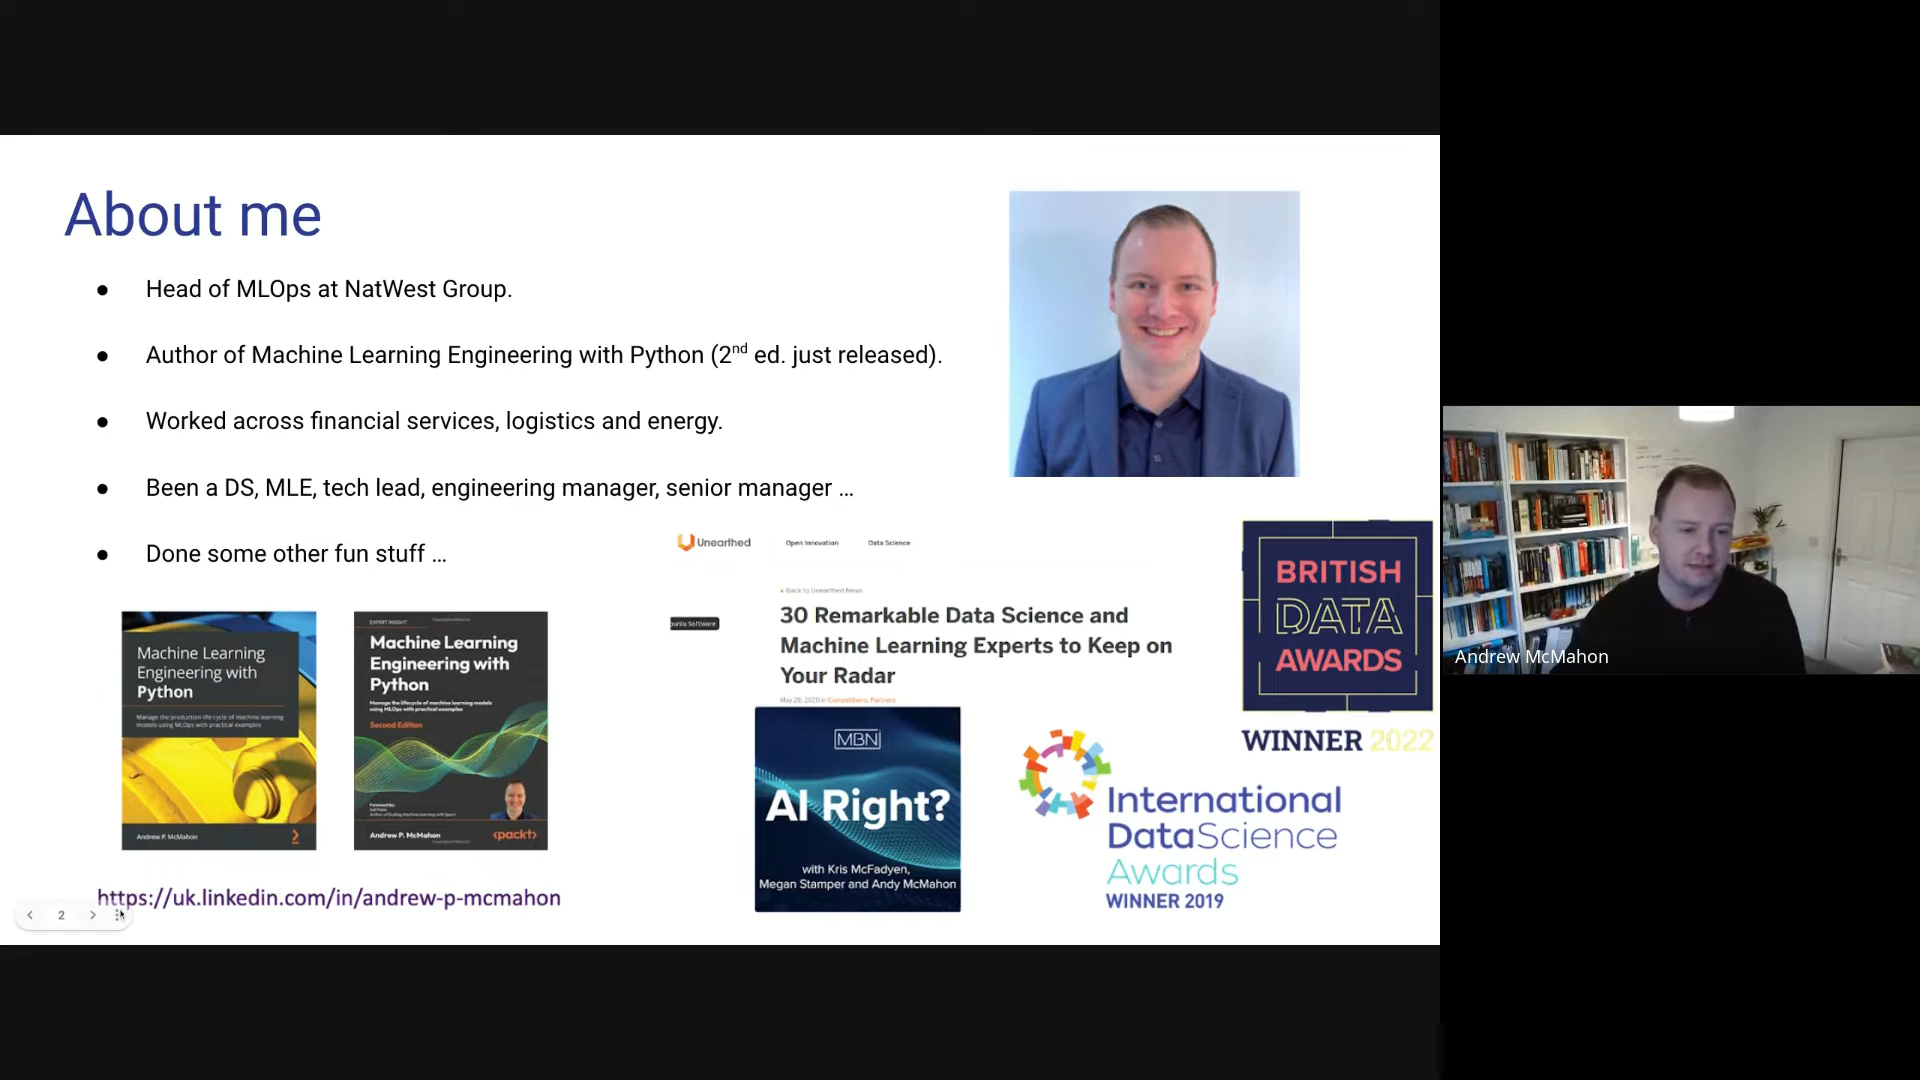 About me
● Head of MLOps at NatWest Group.
● Author of Machine Learning Engineering with Python (2nd ed. just released).
● Worked across financial services, logistics and energy.
● Been a DS, MLE, tech lead, engineering manager, senior manager ...
● Done some other fun stuff ...
Unearthed
Open Innovation
Data Science
Back to Unearthed News
30 Remarkable Data Science and
Machine Learning Experts to Keep on
Your Radar
May 28, 2020 in Competitions, Partners
Software
BRITISH
DATA
AWARDS
WINNER 2022
Machine Learning
Engineering with
Python
Manage the production life cycle of machine learning
models using MLOps with practical examples
Andrew P. McMahon
EXPERT INSIGHT
Machine Learning
Engineering with
Python
Manage the lifecycle of machine learning models
using MLOps with practical examples
Second Edition
Foreword by:
Author of Scaling Machine Learning with Spark
Andrew P. McMahon
<packt>
MBN
AI Right?
with Kris McFadyen,
Megan Stamper and Andy McMahon
International
DataScience
Awards
WINNER 2019
https://uk.linkedin.com/in/andrew-p-mcmahon
2
Andrew McMahon